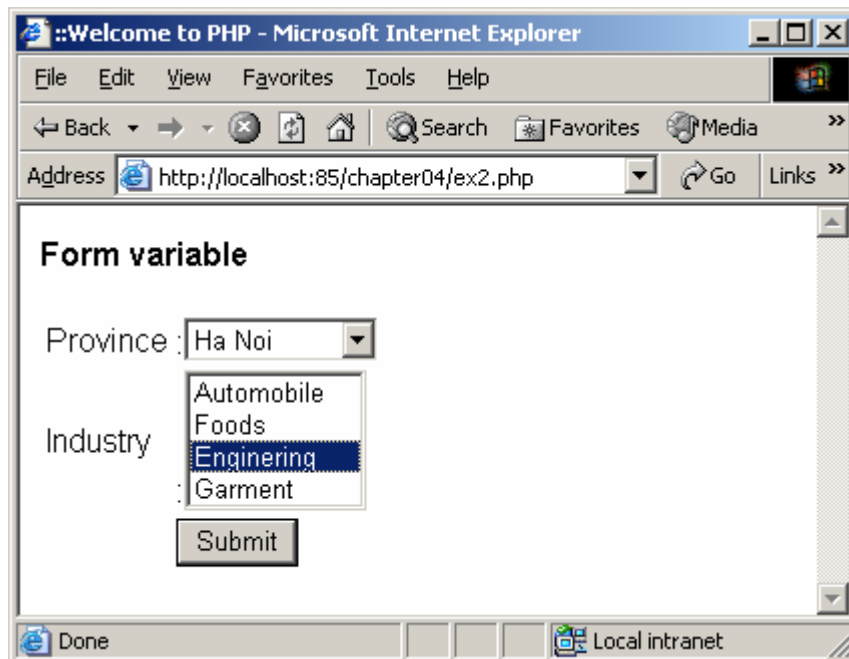 ::Welcome to PHP - Microsoft Internet Explorer
File Edit View Favorites Tools Help
Back Search Favorites Media »
Address http://localhost:85/chapter04/ex2.php Go Links »
Form variable
Province : Ha Noi
Automobile
Foods
Industry
Enginering
: Garment
Submit
Done Local intranet